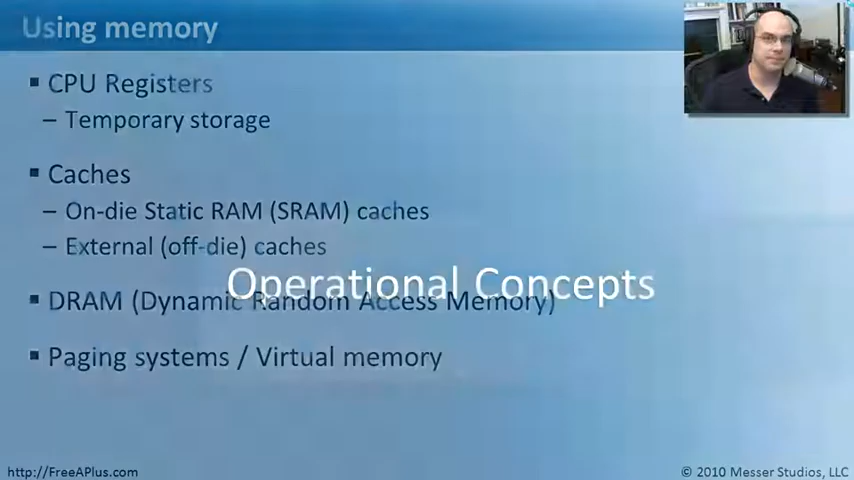 Using memory
▪ CPU Registers
– Temporary storage
▪ Caches
– On-die Static RAM (SRAM) caches
– External (off-die) caches
Operational Concepts
▪ DRAM (Dynamic Random Access Memory)
▪ Paging systems / Virtual memory
http://FreeAPlus.com
© 2010 Messer Studios, LLC